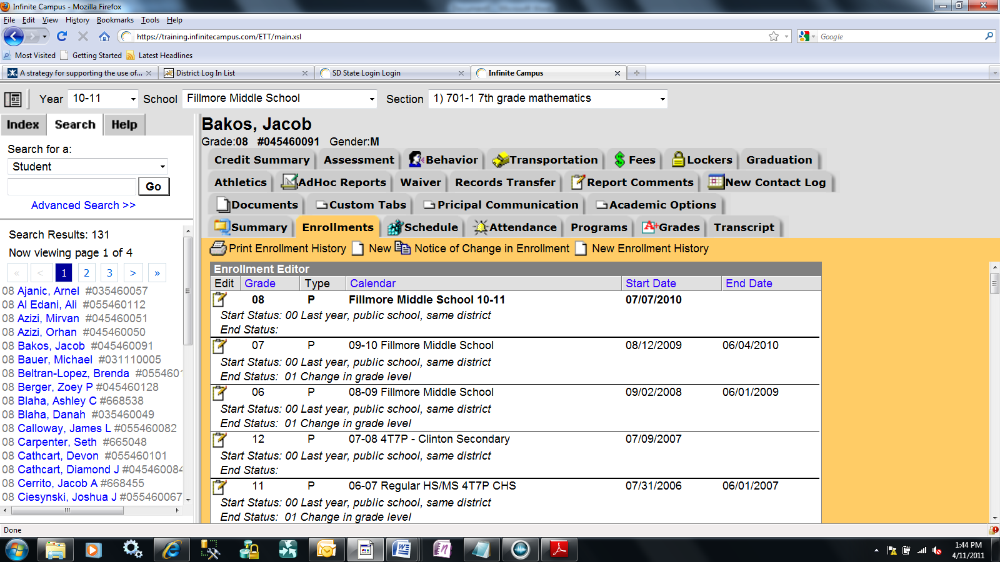 Infinite Campus - Mozilla Firefox
File Edit View History Bookmarks Tools Help
https://training.infinitecampus.com/ETT/main.xsl
Google
Most Visited Getting Started Latest Headlines
A strategy for supporting the use of... District Log In List SD State Login Login Infinite Campus
Year 10-11 School Fillmore Middle School Section 1) 701-1 7th grade mathematics
Index Search Help
Search for a:
Student
Go
Advanced Search >>
Search Results: 131
Now viewing page 1 of 4
« < 1 2 3 > »
08 Ajanic, Arnel #035460057
08 Al Edani, Ali #055460112
08 Azizi, Mirvan #045460051
08 Azizi, Orhan #045460050
08 Bakos, Jacob #045460091
08 Bauer, Michael #031110005
08 Beltran-Lopez, Brenda #0554601
08 Berger, Zoey P #045460128
08 Blaha, Ashley C #668538
08 Blaha, Danah #035460049
08 Calloway, James L #055460082
08 Carpenter, Seth #665048
08 Cathcart, Devon #055460101
08 Cathcart, Diamond J #045460084
08 Cerrito, Jacob A #668455
08 Ciesynski, Joshua J #055460067
Bakos, Jacob
Grade:08 #045460091 Gender:M
Credit Summary Assessment Behavior Transportation Fees Lockers Graduation
Athletics AdHoc Reports Waiver Records Transfer Report Comments New Contact Log
Documents Custom Tabs Pricipal Communication Academic Options
Summary Enrollments Schedule Attendance Programs Grades Transcript
Print Enrollment History New Notice of Change in Enrollment New Enrollment History
Enrollment Editor
Edit Grade Type Calendar Start Date End Date
08 P Fillmore Middle School 10-11 07/07/2010
Start Status: 00 Last year, public school, same district
End Status:
07 P 09-10 Fillmore Middle School 08/12/2009 06/04/2010
Start Status: 00 Last year, public school, same district
End Status: 01 Change in grade level
06 P 08-09 Fillmore Middle School 09/02/2008 06/01/2009
Start Status: 00 Last year, public school, same district
End Status: 01 Change in grade level
12 P 07-08 4T7P - Clinton Secondary 07/09/2007
Start Status: 00 Last year, public school, same district
End Status:
11 P 06-07 Regular HS/MS 4T7P CHS 07/31/2006 06/01/2007
Start Status: 00 Last year, public school, same district
End Status: 01 Change in grade level
Done
1:44 PM
4/11/2011